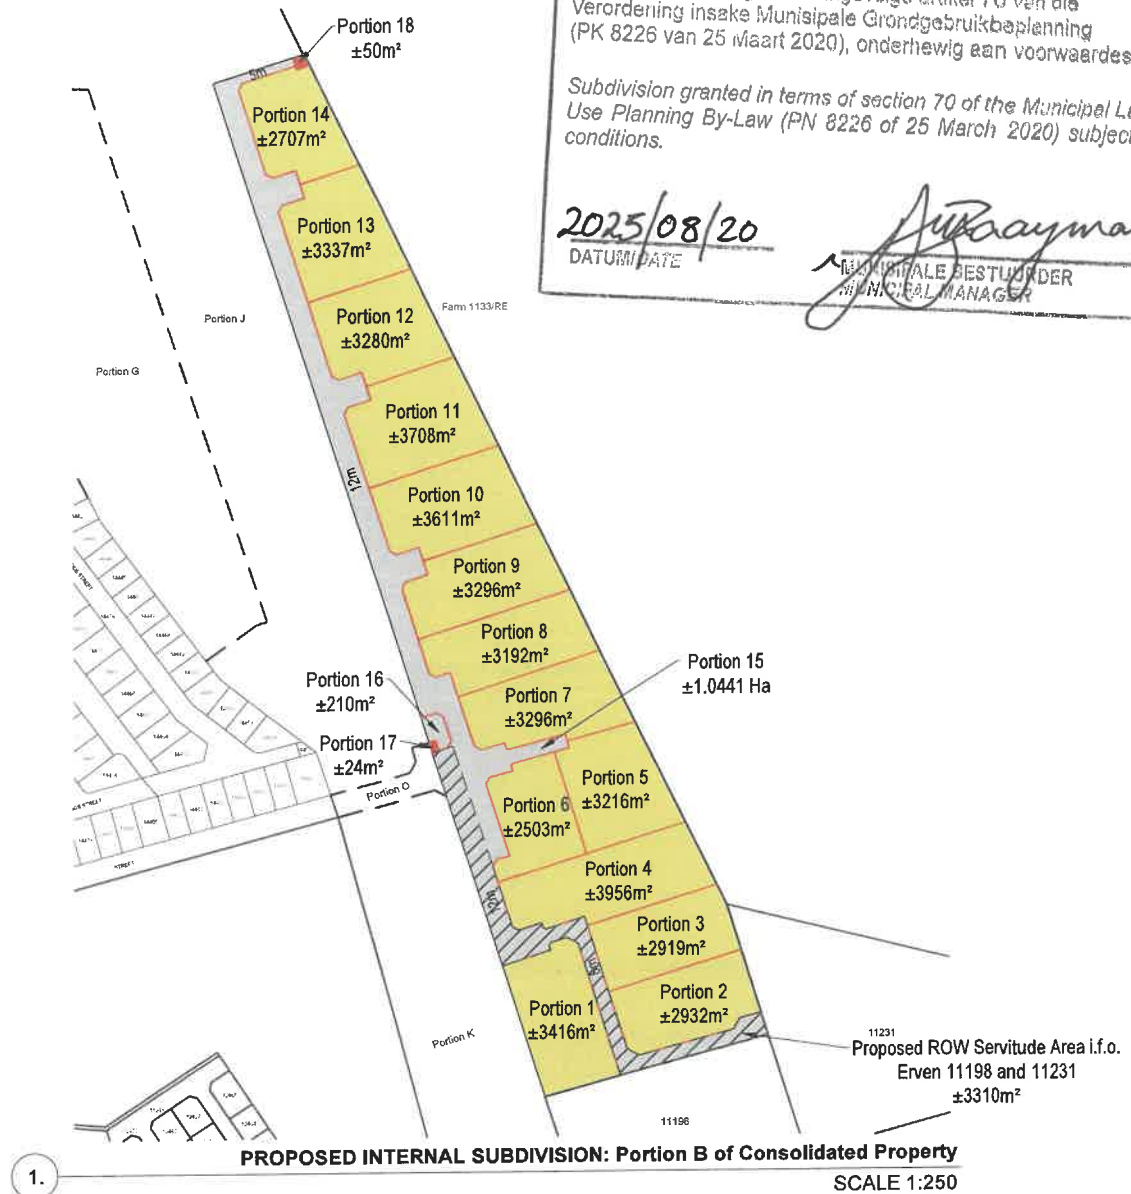 Portion 18
±50m²
Verordening insake Munisipale Grondgebruikbeplanning
(PK 8226 van 25 Maart 2020), onderhewig aan voorwaardes
Subdivision granted in terms of section 70 of the Municipal La
Use Planning By-Law (PN 8226 of 25 March 2020) subject
conditions.
2025/08/20
DATUM/DATE
MUNISIPALE BESTUURDER
MUNICIPAL MANAGER
5m
Portion 14
±2707m²
Portion 13
±3337m²
Farm 1133/RE
Portion J
Portion 12
±3280m²
Portion G
Portion 11
±3708m²
12m
Portion 10
±3611m²
Portion 9
±3296m²
Portion 8
±3192m²
Portion 15
±1.0441 Ha
Portion 16
±210m²
Portion 7
±3296m²
Portion 17
±24m²
Portion O
Portion 5
±3216m²
Portion 6
±2503m²
STREET
Portion 4
±3956m²
12m
Portion 3
±2919m²
8m
Portion 2
±2932m²
Portion 1
±3416m²
Portion K
11231
Proposed ROW Servitude Area i.f.o.
Erven 11198 and 11231
±3310m²
11198
PROPOSED INTERNAL SUBDIVISION: Portion B of Consolidated Property
1.
SCALE 1:250